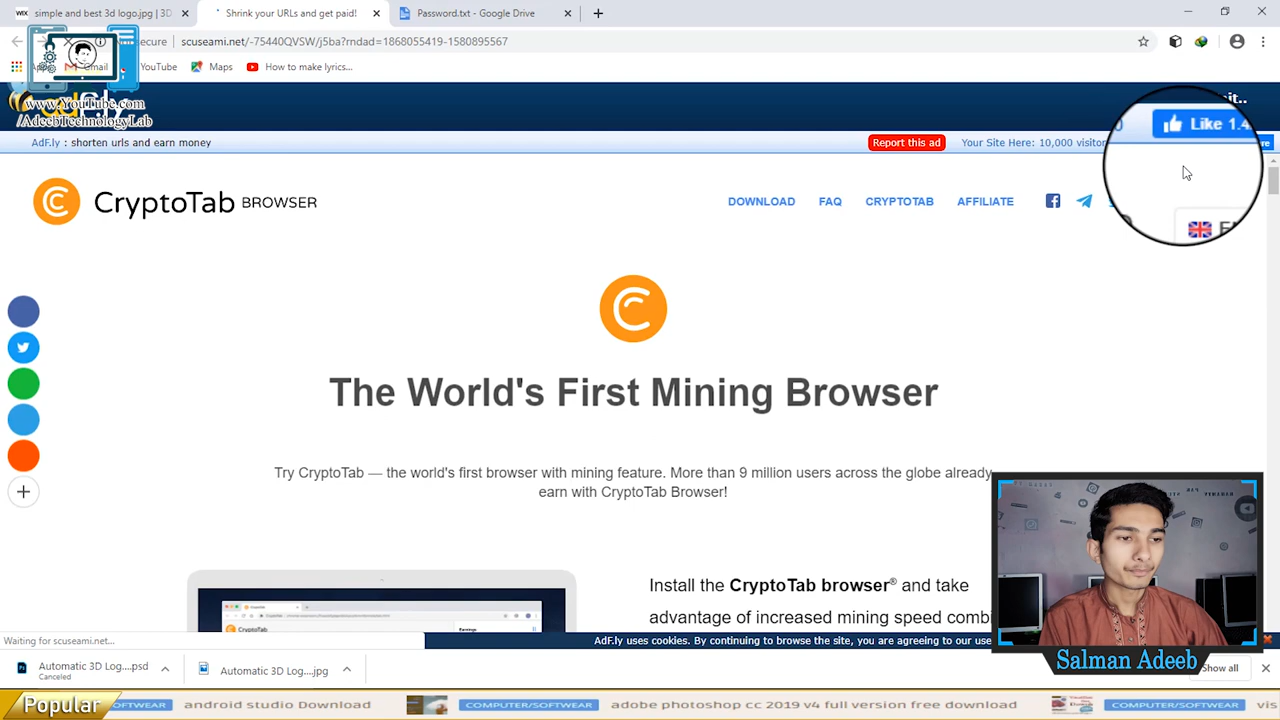 simple and best 3d logo.jpg | 3D
Shrink your URLs and get paid!
Password.txt - Google Drive
secure
scuseami.net/-75440QVSW/j5ba?rndad=1868055419-1580895567
Gmail
YouTube
Maps
How to make lyrics...
www.YouTube.com
/AdeebTechnologyLab
AdF.ly : shorten urls and earn money
Report this ad
Your Site Here: 10,000 visitor
Like 1.4
CryptoTab BROWSER
DOWNLOAD
FAQ
CRYPTOTAB
AFFILIATE
The World's First Mining Browser
Try CryptoTab — the world's first browser with mining feature. More than 9 million users across the globe already
earn with CryptoTab Browser!
Install the CryptoTab browser® and take
advantage of increased mining speed combi
Waiting for scuseami.net...
AdF.ly uses cookies. By continuing to browse the site, you are agreeing to our use
Automatic 3D Log....psd
Canceled
Automatic 3D Log....jpg
Show all
Salman Adeeb
Popular
OFTWEAR
android studio Download
COMPUTER/SOFTWEAR
adobe photoshop cc 2019 v4 full version free download
COMPUTER/SOFTWEAR